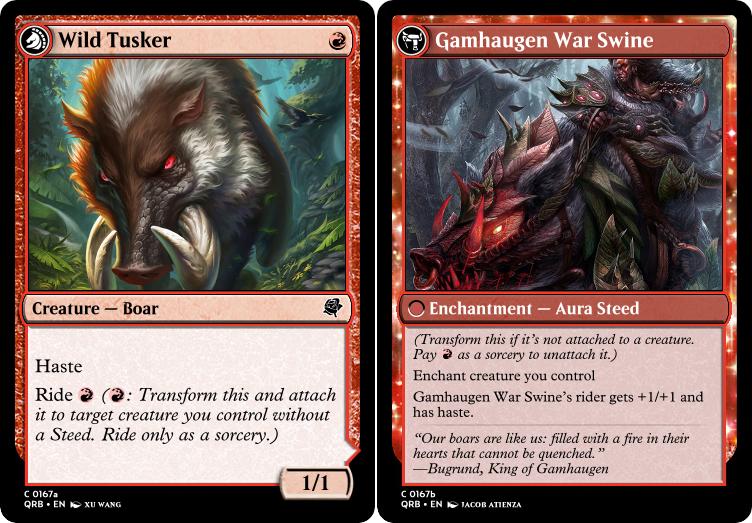 Wild Tusker
Creature — Boar
Haste
Ride (: Transform this and attach
it to target creature you control without
a Steed. Ride only as a sorcery.)
1/1
C 0167a
QRB • EN XU WANG
Gamhaugen War Swine
Enchantment — Aura Steed
(Transform this if it's not attached to a creature.
Pay as a sorcery to unattach it.)
Enchant creature you control
Gamhaugen War Swine's rider gets +1/+1 and
has haste.
“Our boars are like us: filled with a fire in their
hearts that cannot be quenched.”
—Bugrund, King of Gamhaugen
C 0167b
QRB • EN JACOB ATIENZA